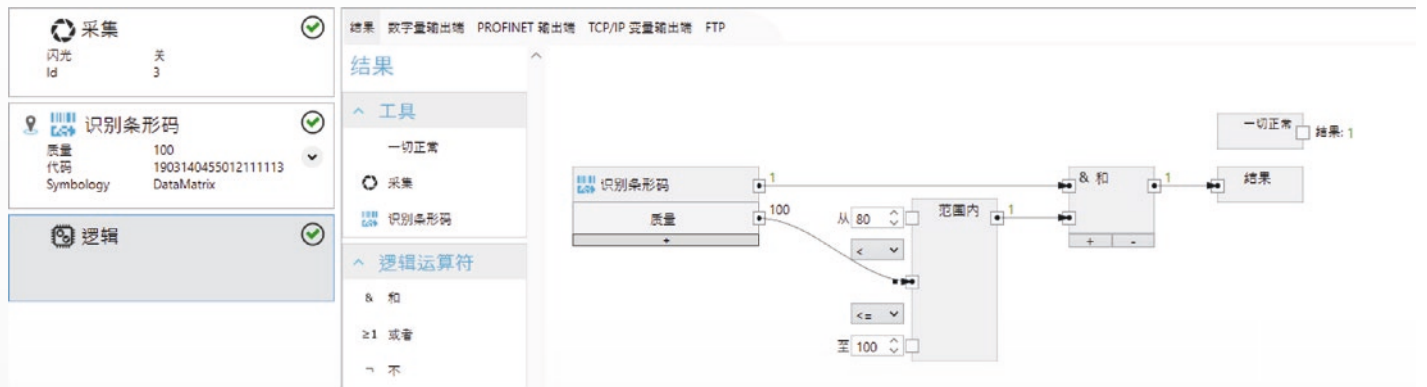 采集
闪光 关
Id 3
识别条形码
质量 100
代码 1903140455012111113
Symbology DataMatrix
逻辑
结果 数字量输出端 PROFINET 输出端 TCP/IP 变量输出端 FTP
结果
工具
一切正常
采集
识别条形码
逻辑运算符
& 和
≥1 或者
¬ 不
识别条形码 1
质量 100
+
从 80
<
<=
至 100
范围内 1
& 和 1
+ -
一切正常 结果: 1
结果